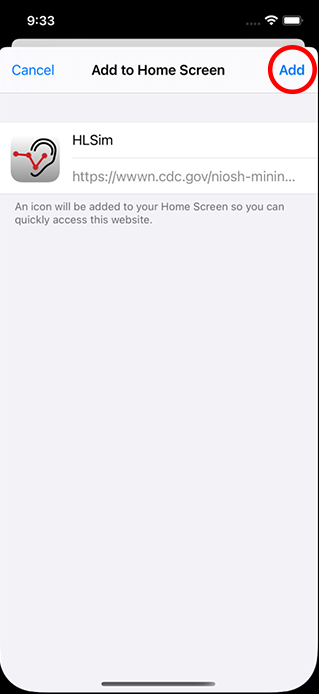 9:33
Cancel Add to Home Screen Add
HLSim
https://wwwn.cdc.gov/niosh-minin...
An icon will be added to your Home Screen so you can
quickly access this website.